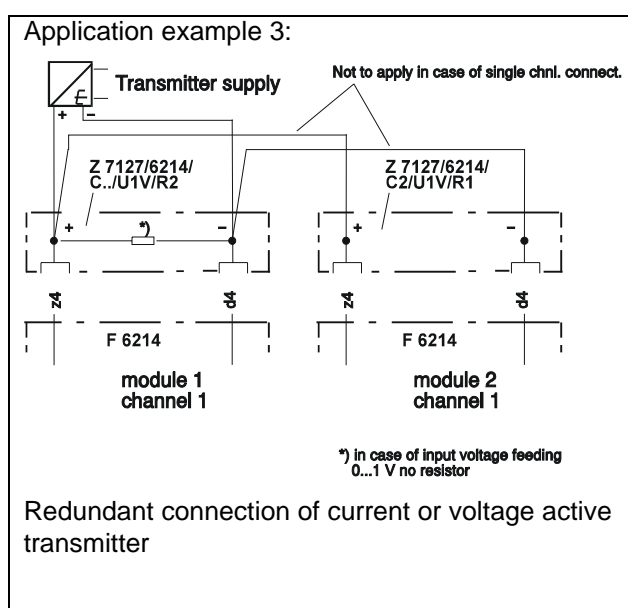 Application example 3:
Transmitter supply
Not to apply in case of single chnl. connect.
E
+ −
Z 7127/6214/
C../U1V/R2
Z 7127/6214/
C2/U1V/R1
+ *) − + −
z4 d4 z4 d4
F 6214 F 6214
module 1
channel 1
module 2
channel 1
*) in case of input voltage feeding
0...1 V no resistor
Redundant connection of current or voltage active
transmitter